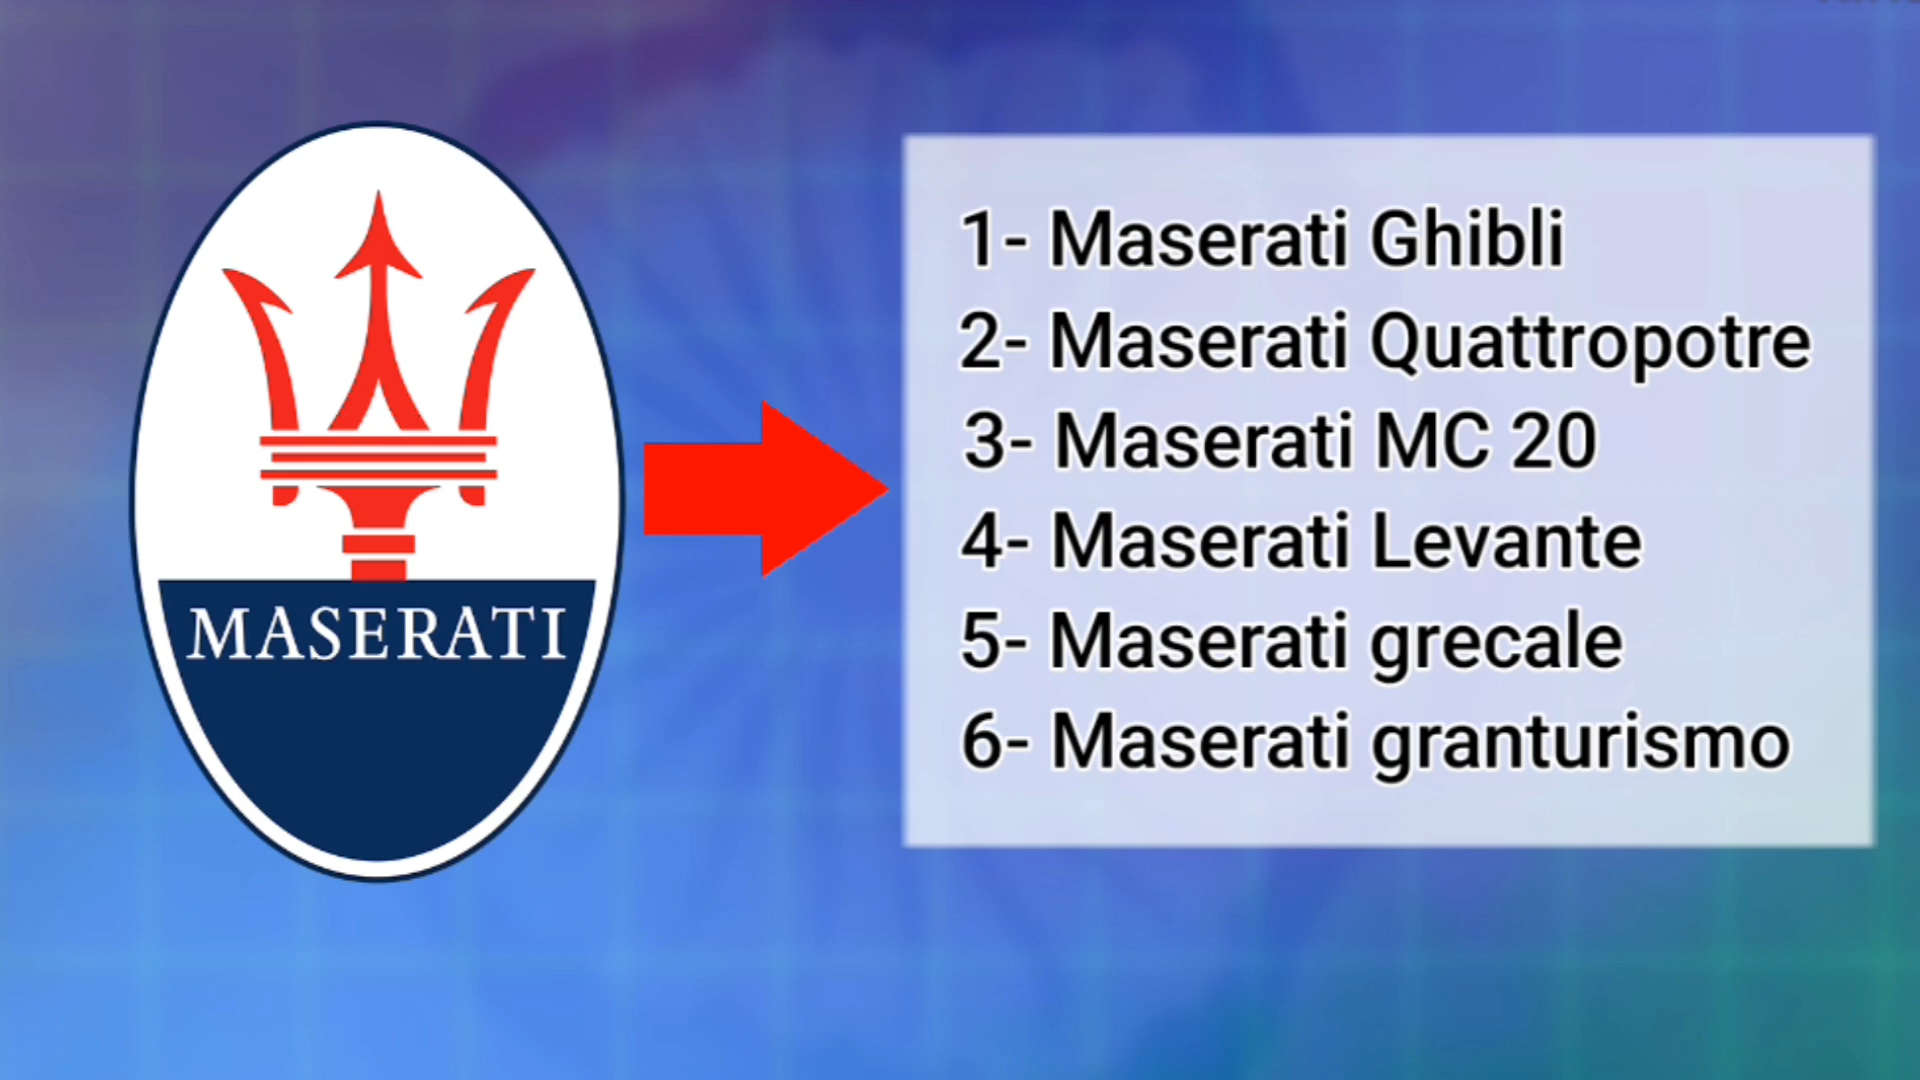 MASERATI
1- Maserati Ghibli
2- Maserati Quattropotre
3- Maserati MC 20
4- Maserati Levante
5- Maserati grecale
6- Maserati granturismo